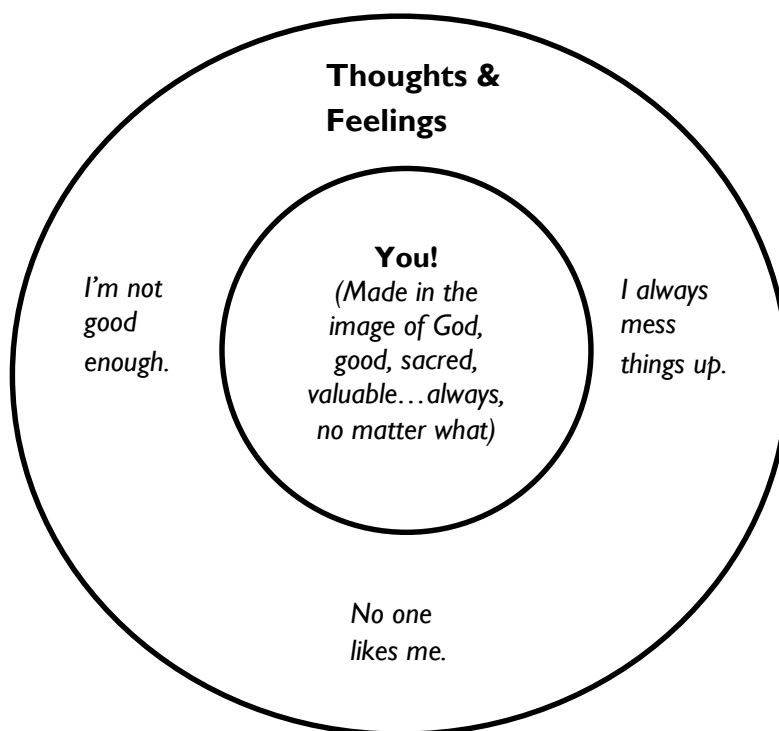 Thoughts &
Feelings
You!
(Made in the
image of God,
good, sacred,
valuable…always,
no matter what)
I’m not
good
enough.
I always
mess
things up.
No one
likes me.